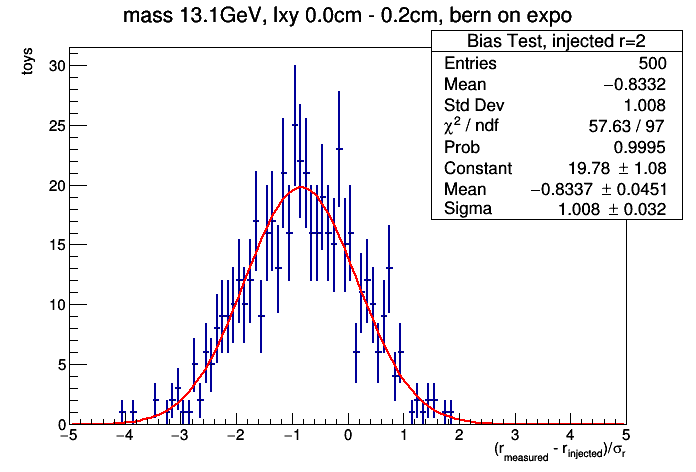 mass 13.1GeV, lxy 0.0cm - 0.2cm, bern on expo
Bias Test, injected r=2
Entries 500
Mean −0.8332
Std Dev 1.008
χ² / ndf 57.63 / 97
Prob 0.9995
Constant 19.78 ± 1.08
Mean −0.8337 ± 0.0451
Sigma 1.008 ± 0.032
toys
30
25
20
15
10
5
0
−5 −4 −3 −2 −1 0 1 2 3 4 5
(r_measured - r_injected)/σ_r